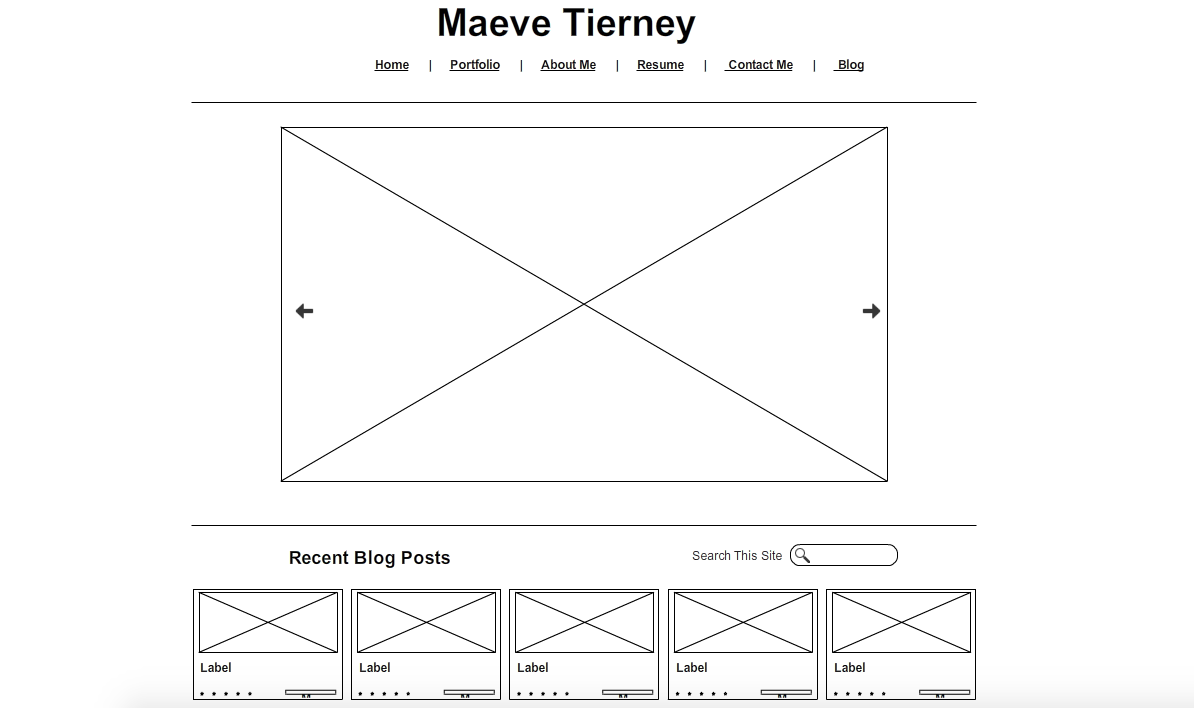 Maeve Tierney
Home | Portfolio | About Me | Resume | Contact Me | Blog
Recent Blog Posts
Search This Site
Label Label Label Label Label